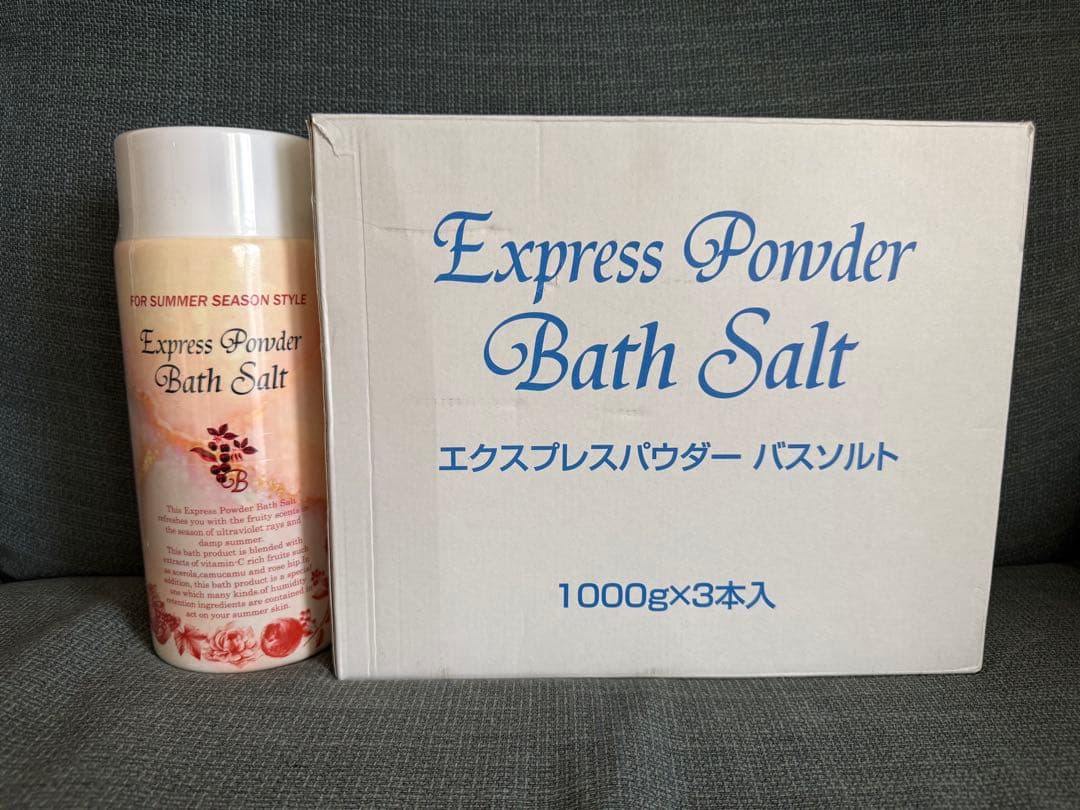 FOR SUMMER SEASON STYLE
Express Powder
Bath Salt
B
This Express Powder Bath Salt
refreshes you with the fruity scents in
the season of ultraviolet rays and
damp summer.
This bath product is blended with
extracts of vitamin-C rich fruits such
as acerola,camucamu and rose hip.In
addition, this bath product is a special
one which many kinds of humidity
retention ingredients are contained
act on your summer skin.
Express Powder
Bath Salt
エクスプレスパウダー バスソルト
1000g×3本入